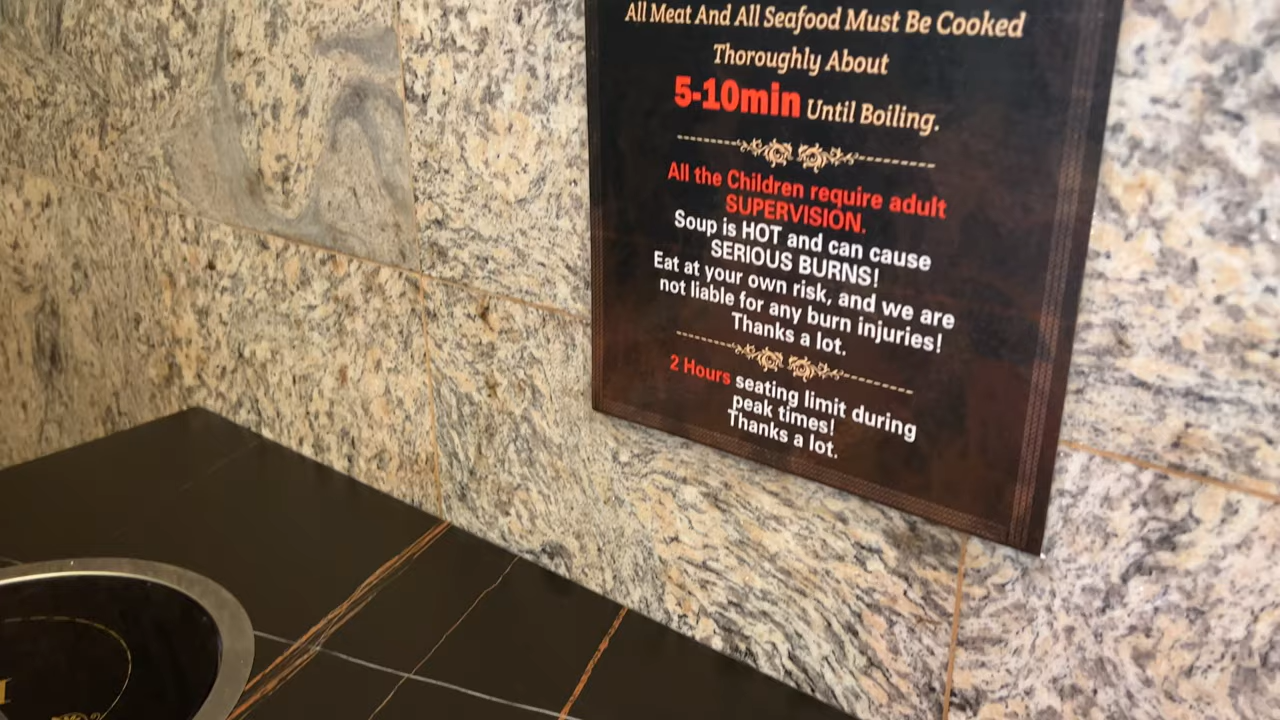 All Meat And All Seafood Must Be Cooked
Thoroughly About
5-10min Until Boiling.
All the Children require adult
SUPERVISION.
Soup is HOT and can cause
SERIOUS BURNS!
Eat at your own risk, and we are
not liable for any burn injuries!
Thanks a lot.
2 Hours seating limit during
peak times!
Thanks a lot.